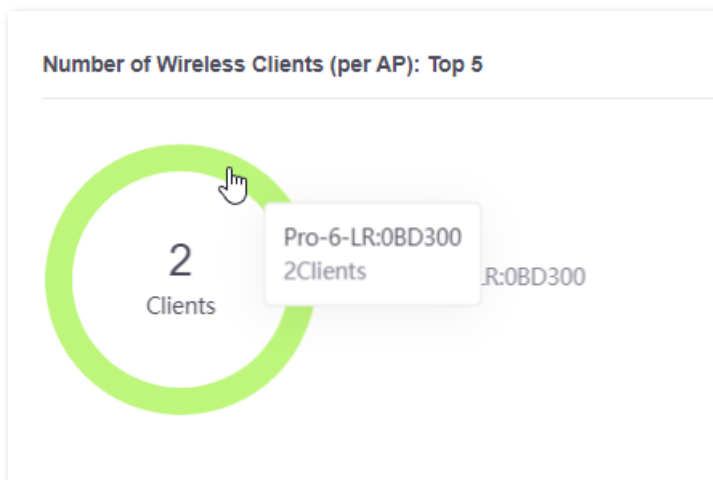 Number of Wireless Clients (per AP): Top 5
2
Clients
Pro-6-LR:0BD300
2Clients
R:0BD300